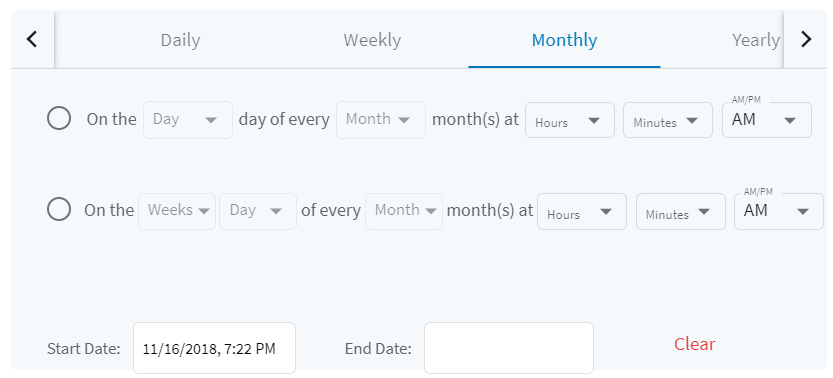 Daily Weekly Monthly Yearly
On the Day day of every Month month(s) at Hours Minutes AM/PM AM
On the Weeks Day of every Month month(s) at Hours Minutes AM/PM AM
Start Date: 11/16/2018, 7:22 PM End Date: Clear